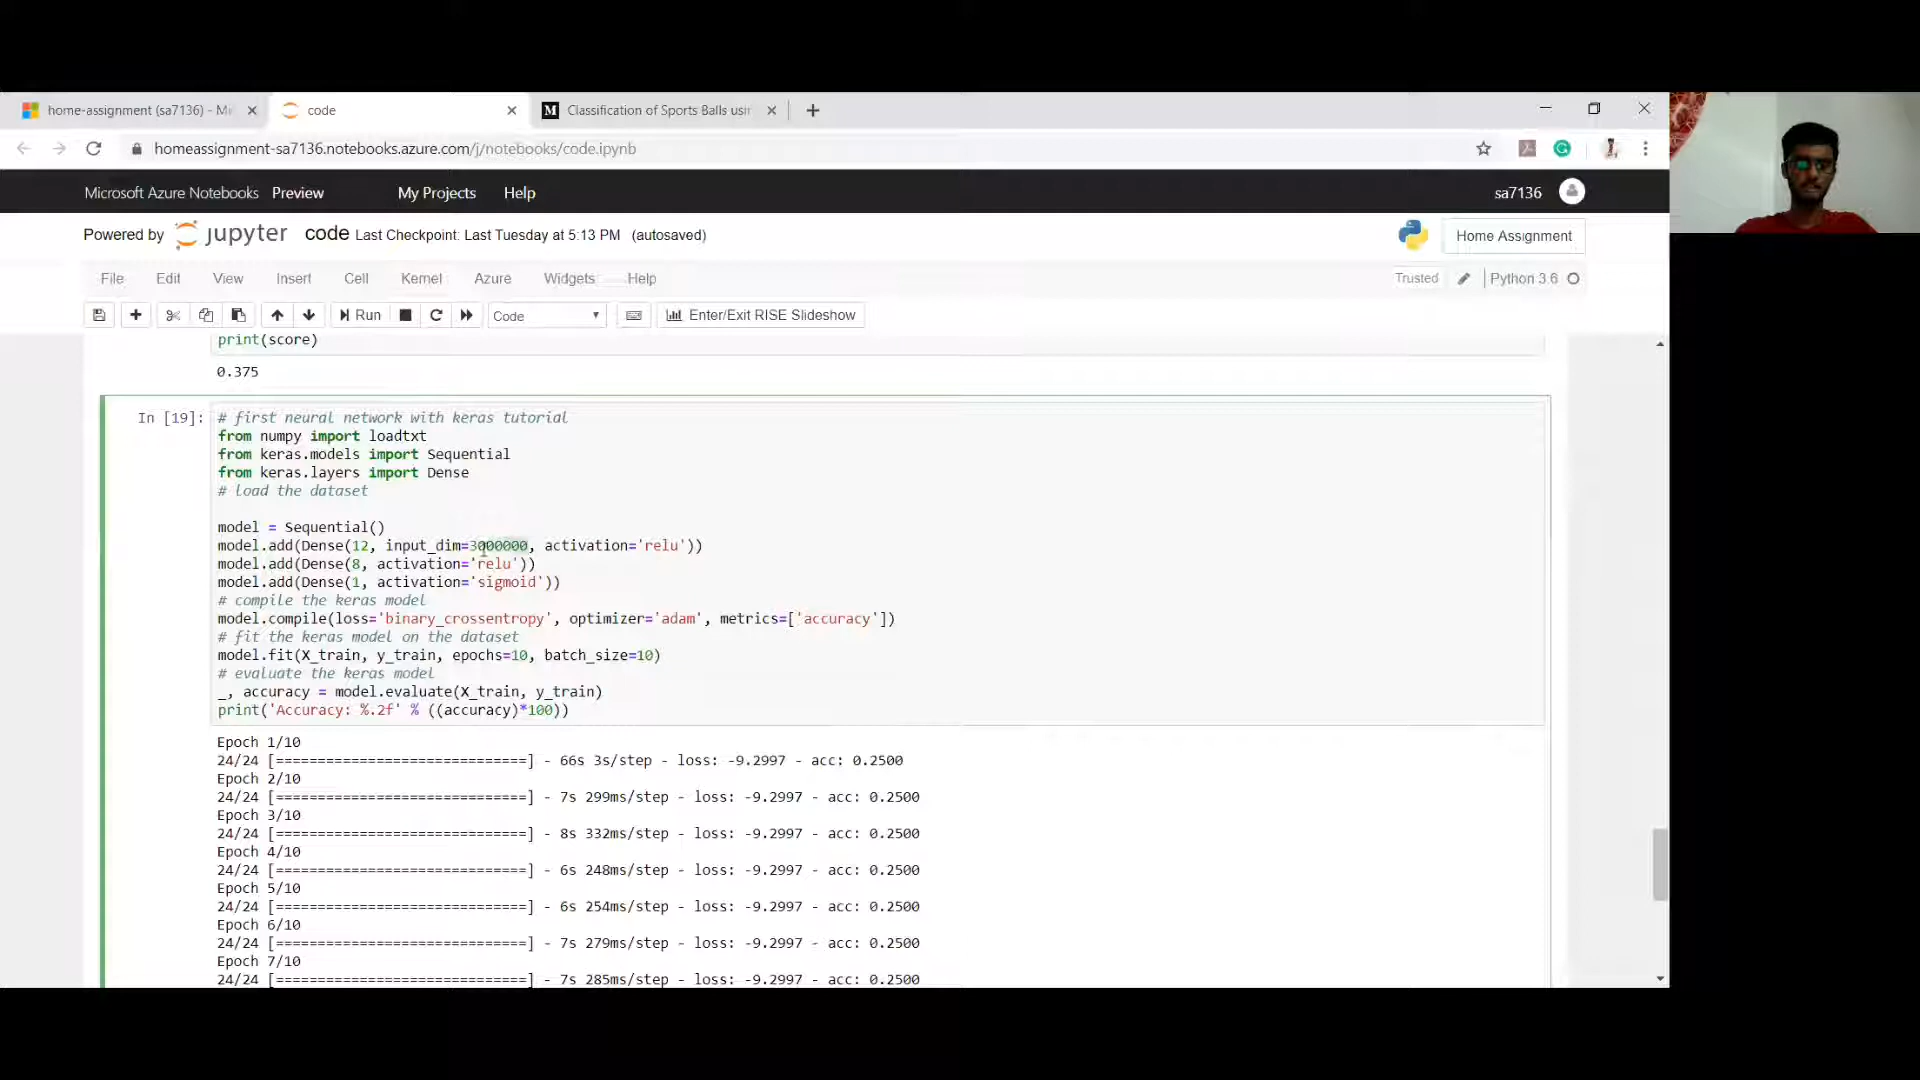 home-assignment (sa7136) - Mi
code
M
Classification of Sports Balls usin
homeassignment-sa7136.notebooks.azure.com/j/notebooks/code.ipynb
Microsoft Azure Notebooks Preview My Projects Help sa7136
Powered by jupyter code Last Checkpoint: Last Tuesday at 5:13 PM (autosaved) Home Assignment
File Edit View Insert Cell Kernel Azure Widgets Help Trusted Python 3.6
Run Code Enter/Exit RISE Slideshow
print(score)
0.375
In [19]: # first neural network with keras tutorial
from numpy import loadtxt
from keras.models import Sequential
from keras.layers import Dense
# load the dataset
model = Sequential()
model.add(Dense(12, input_dim=3000000, activation='relu'))
model.add(Dense(8, activation='relu'))
model.add(Dense(1, activation='sigmoid'))
# compile the keras model
model.compile(loss='binary_crossentropy', optimizer='adam', metrics=['accuracy'])
# fit the keras model on the dataset
model.fit(X_train, y_train, epochs=10, batch_size=10)
# evaluate the keras model
_, accuracy = model.evaluate(X_train, y_train)
print('Accuracy: %.2f' % ((accuracy)*100))
Epoch 1/10
24/24 [==============================] - 66s 3s/step - loss: -9.2997 - acc: 0.2500
Epoch 2/10
24/24 [==============================] - 7s 299ms/step - loss: -9.2997 - acc: 0.2500
Epoch 3/10
24/24 [==============================] - 8s 332ms/step - loss: -9.2997 - acc: 0.2500
Epoch 4/10
24/24 [==============================] - 6s 248ms/step - loss: -9.2997 - acc: 0.2500
Epoch 5/10
24/24 [==============================] - 6s 254ms/step - loss: -9.2997 - acc: 0.2500
Epoch 6/10
24/24 [==============================] - 7s 279ms/step - loss: -9.2997 - acc: 0.2500
Epoch 7/10
24/24 [==============================] - 7s 285ms/step - loss: -9.2997 - acc: 0.2500